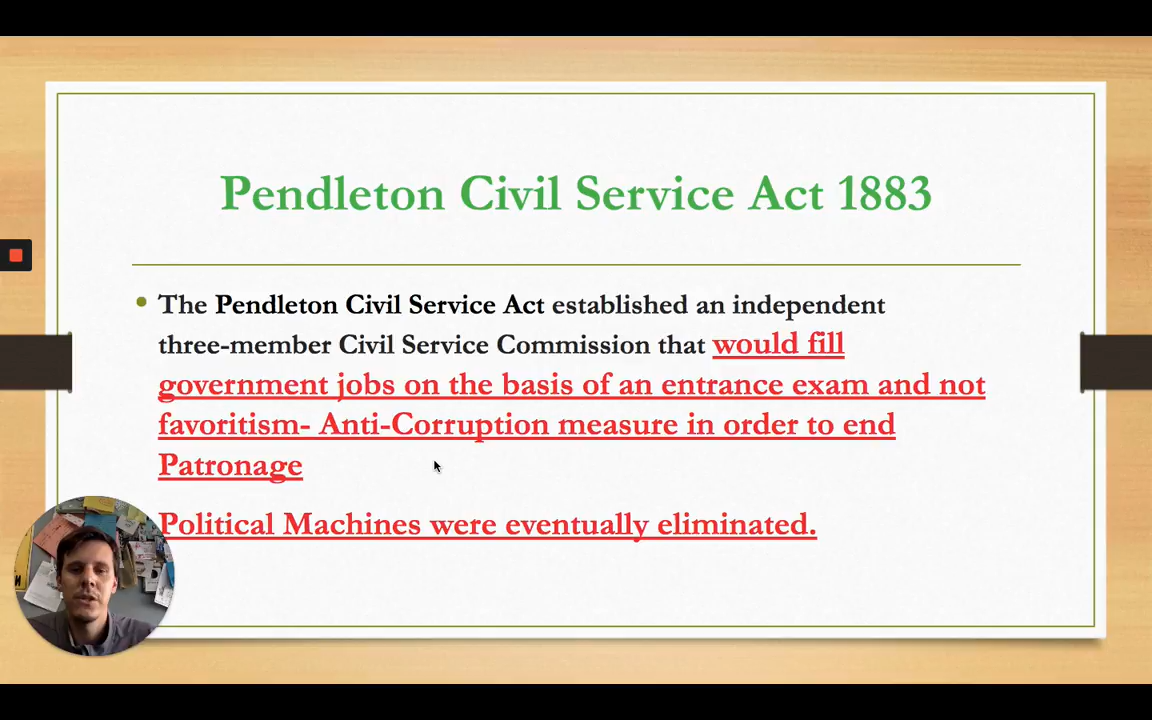 Pendleton Civil Service Act 1883
The Pendleton Civil Service Act established an independent
three-member Civil Service Commission that would fill
government jobs on the basis of an entrance exam and not
favoritism- Anti-Corruption measure in order to end
Patronage
Political Machines were eventually eliminated.